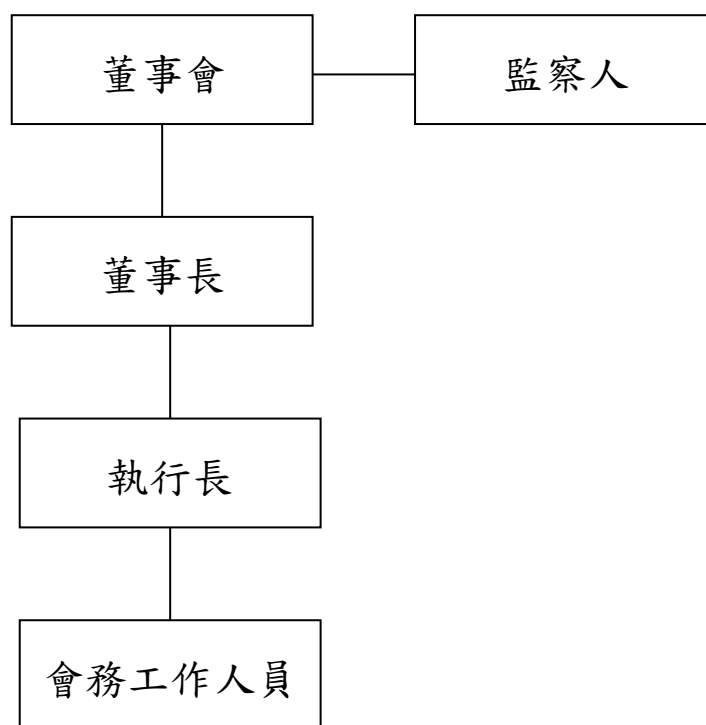 董事會
監察人
董事長
執行長
會務工作人員